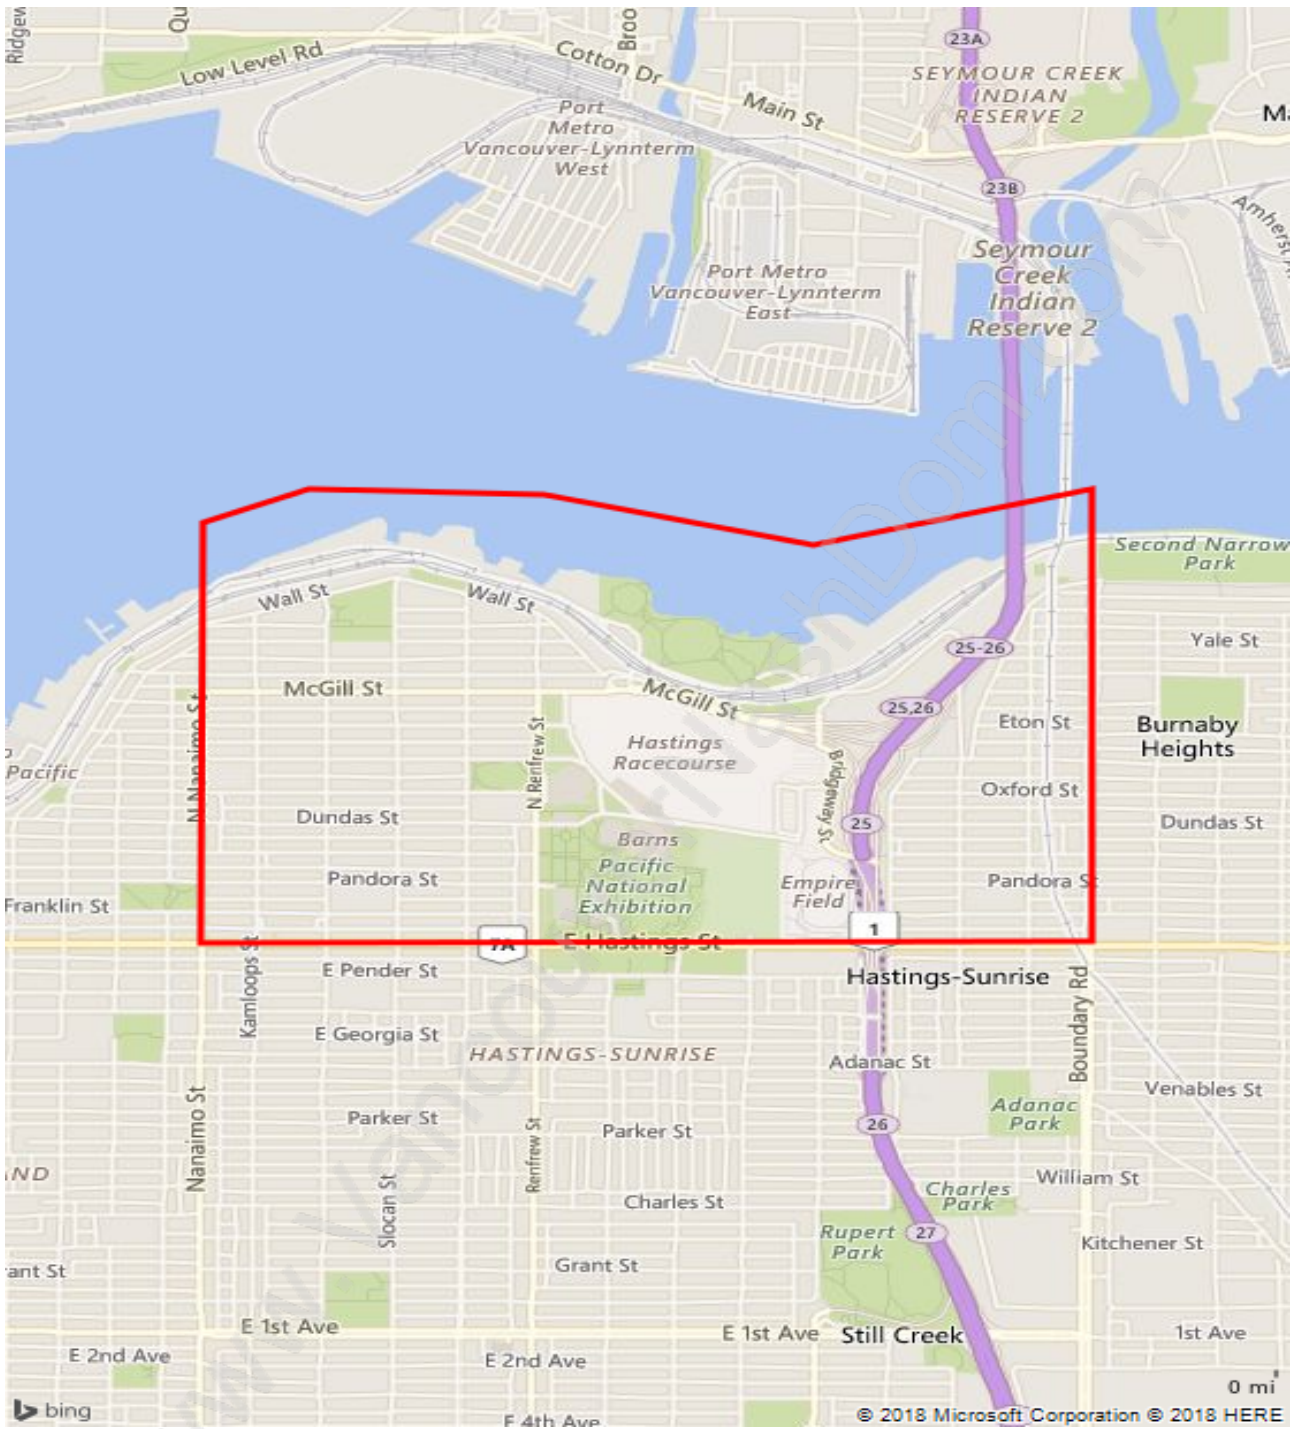 Low Level Rd
Cotton Dr
Main St
23A
SEYMOUR CREEK
INDIAN
RESERVE 2
Port
Metro
Vancouver-Lynnterm
West
23B
Port Metro
Vancouver-Lynnterm
East
Seymour
Creek
Indian
Reserve 2
Second Narrow
Park
Wall St
Wall St
25-26
Yale St
McGill St
McGill St
25,26
N Nanaimo St
N Renfrew St
Eton St
Burnaby
Heights
Hastings
Racecourse
Pacific
Bridgeway St
Oxford St
Dundas St
25
Dundas St
Barns
Pacific
National
Exhibition
Pandora St
Empire
Field
Pandora St
Franklin St
7A
E Hastings St
1
E Pender St
Hastings-Sunrise
Kamloops St
Boundary Rd
E Georgia St
HASTINGS-SUNRISE
Adanac St
Venables St
Nanaimo St
Adanac
Park
Parker St
Renfrew St
Parker St
26
William St
Slocan St
Charles St
Charles
Park
Rupert
Park
27
Kitchener St
Grant St
E 1st Ave
E 1st Ave
Still Creek
1st Ave
E 2nd Ave
E 2nd Ave
0 mi
bing
E 4th Ave
© 2018 Microsoft Corporation © 2018 HERE